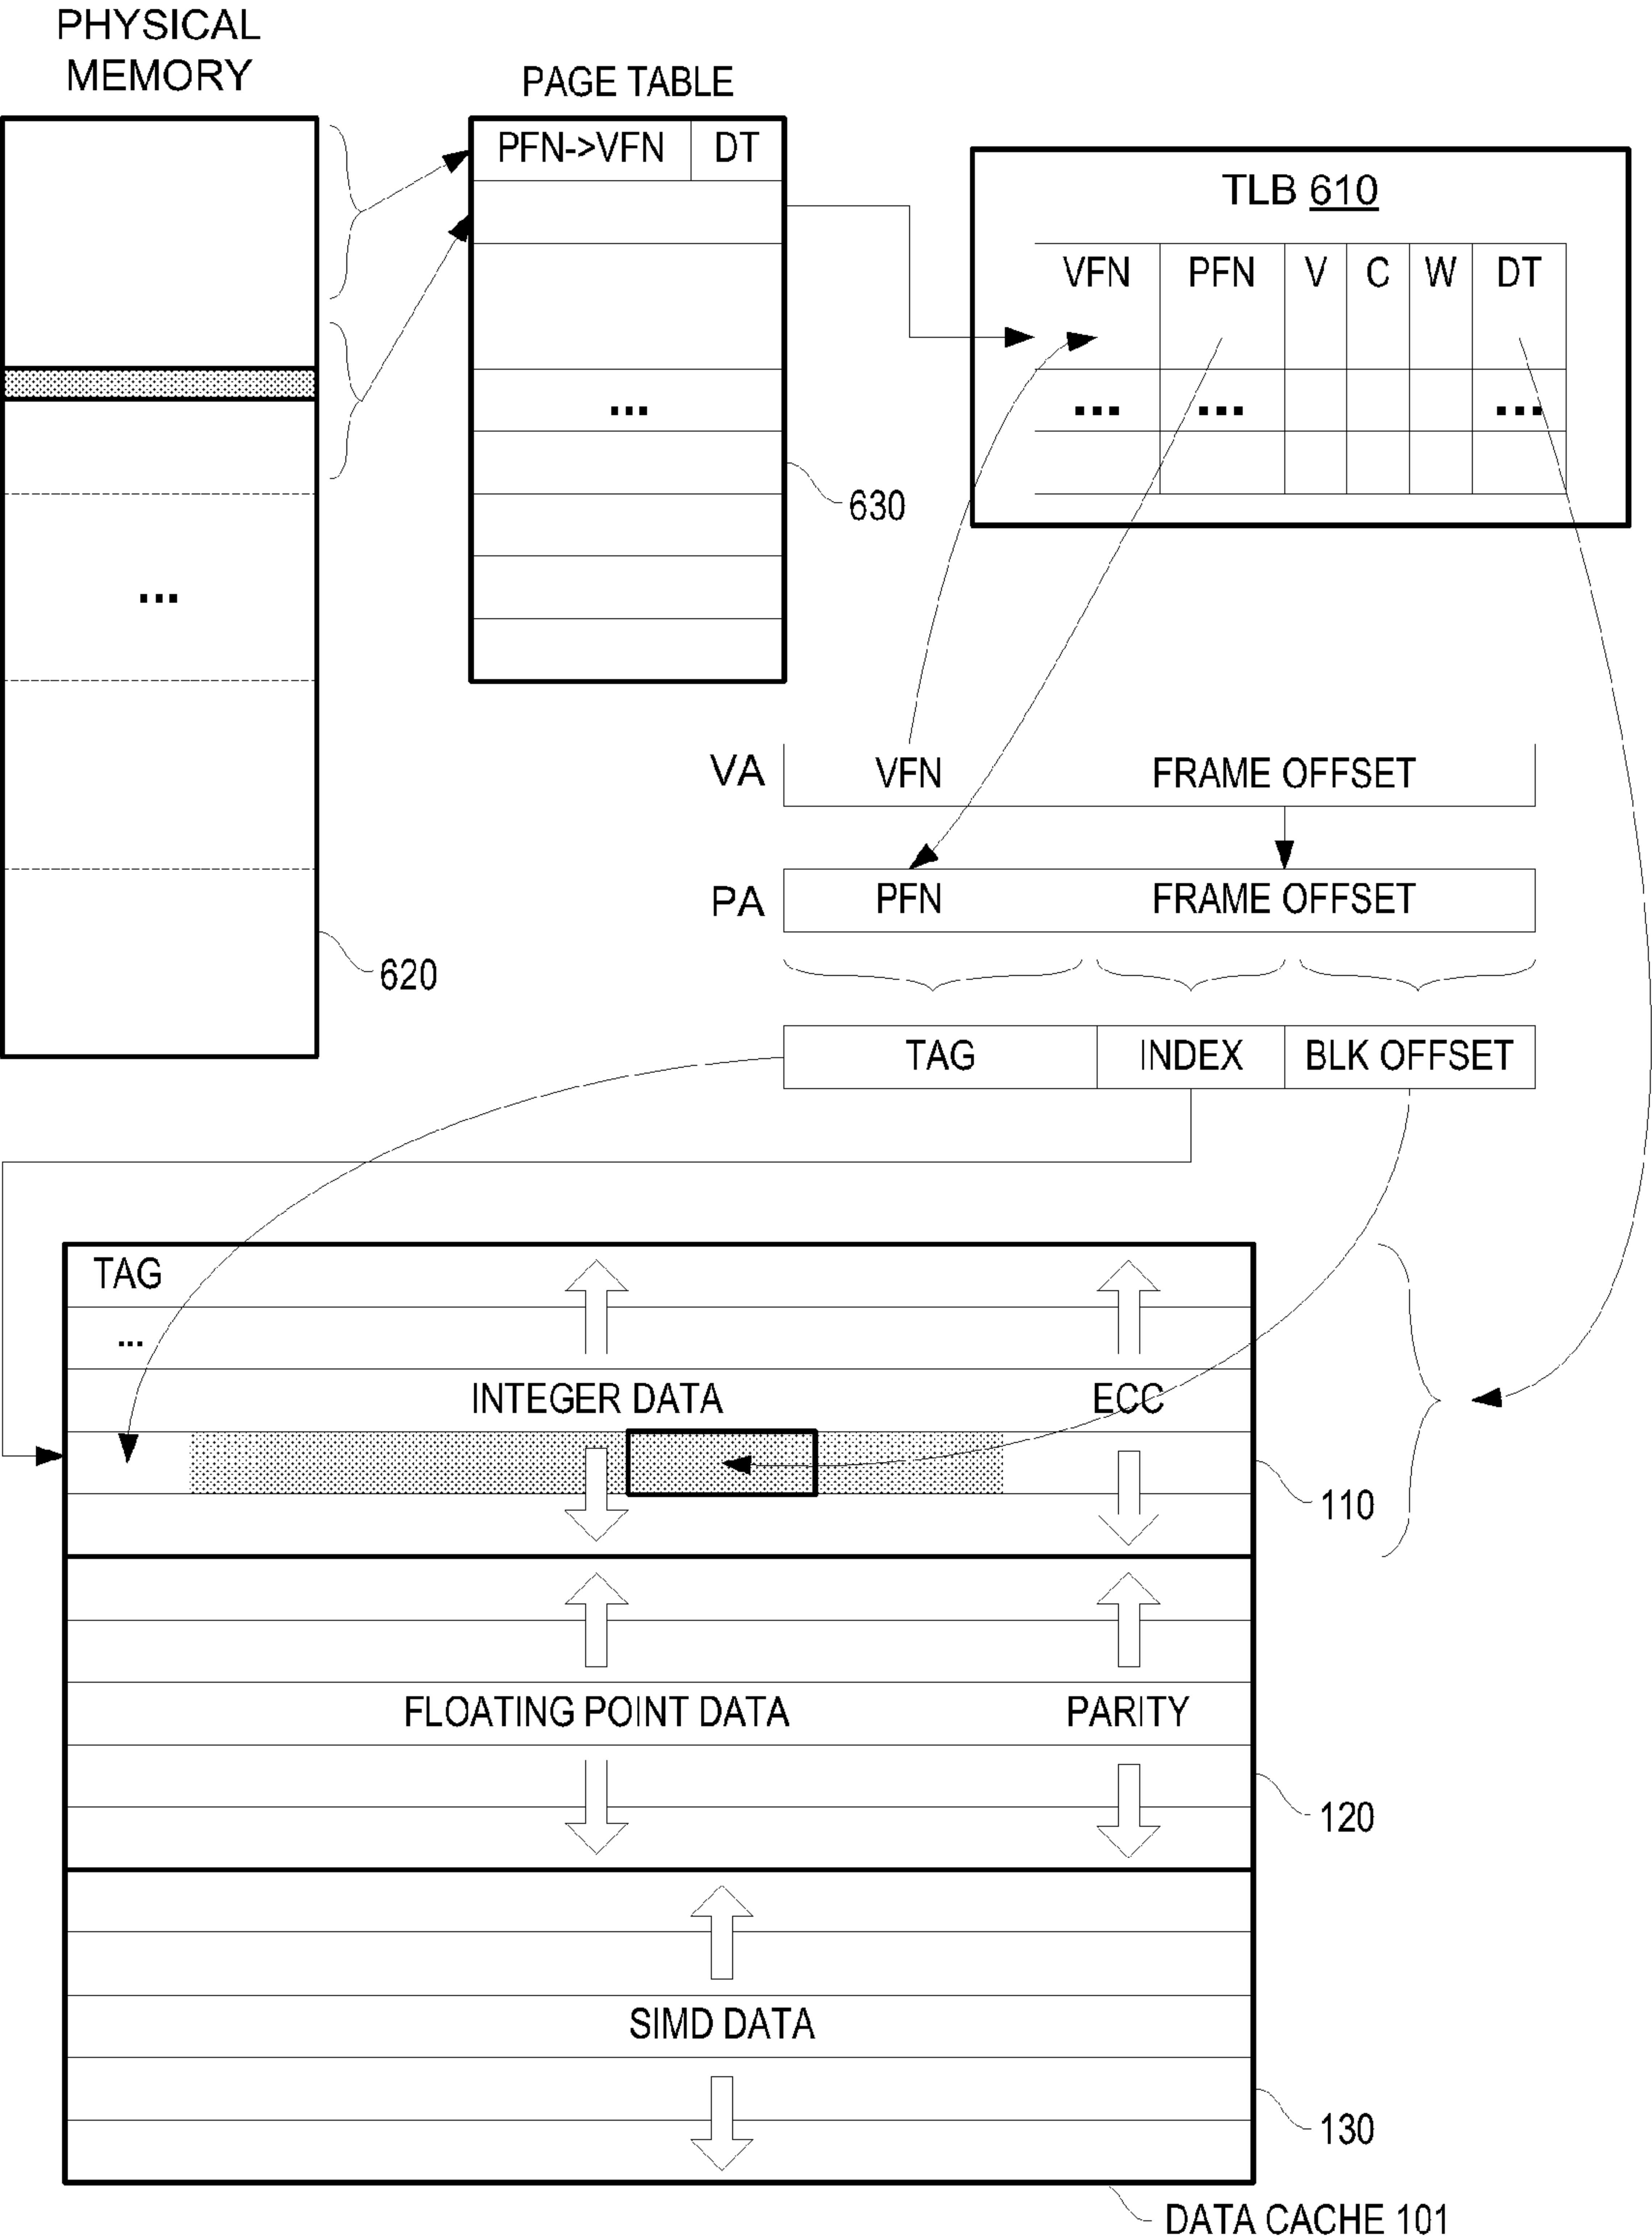 PHYSICAL
MEMORY
PAGE TABLE
PFN->VFN DT
TLB 610
VFN PFN V C W DT
...
... ... ...
630
...
VA VFN FRAME OFFSET
PA PFN FRAME OFFSET
620
TAG INDEX BLK OFFSET
TAG
...
INTEGER DATA ECC
110
FLOATING POINT DATA PARITY
120
SIMD DATA
130
DATA CACHE 101